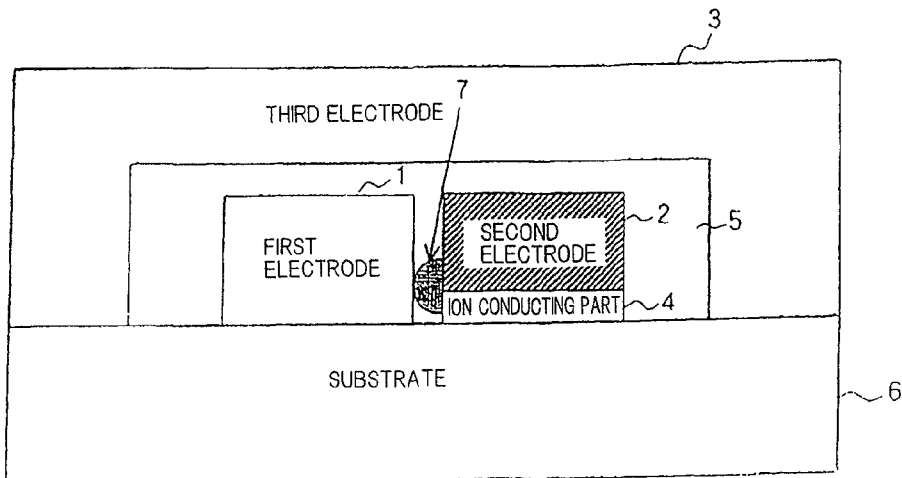 3
7
THIRD ELECTRODE
1
2
5
FIRST
ELECTRODE
SECOND
ELECTRODE
ION CONDUCTING PART
4
SUBSTRATE
6